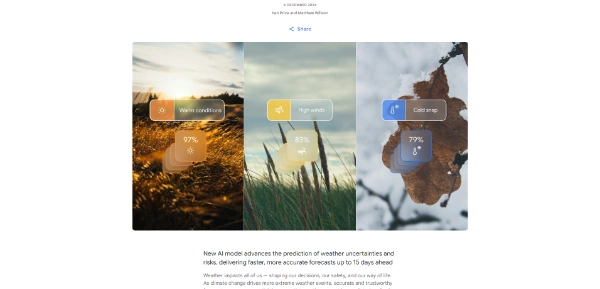 4 DECEMBER 2024
Ilan Price and Matthew Willson
Share
Warm conditions
High winds
Cold snap
97%
83%
79%
New AI model advances the prediction of weather uncertainties and
risks, delivering faster, more accurate forecasts up to 15 days ahead
Weather impacts all of us — shaping our decisions, our safety, and our way of life.
As climate change drives more extreme weather events, accurate and trustworthy